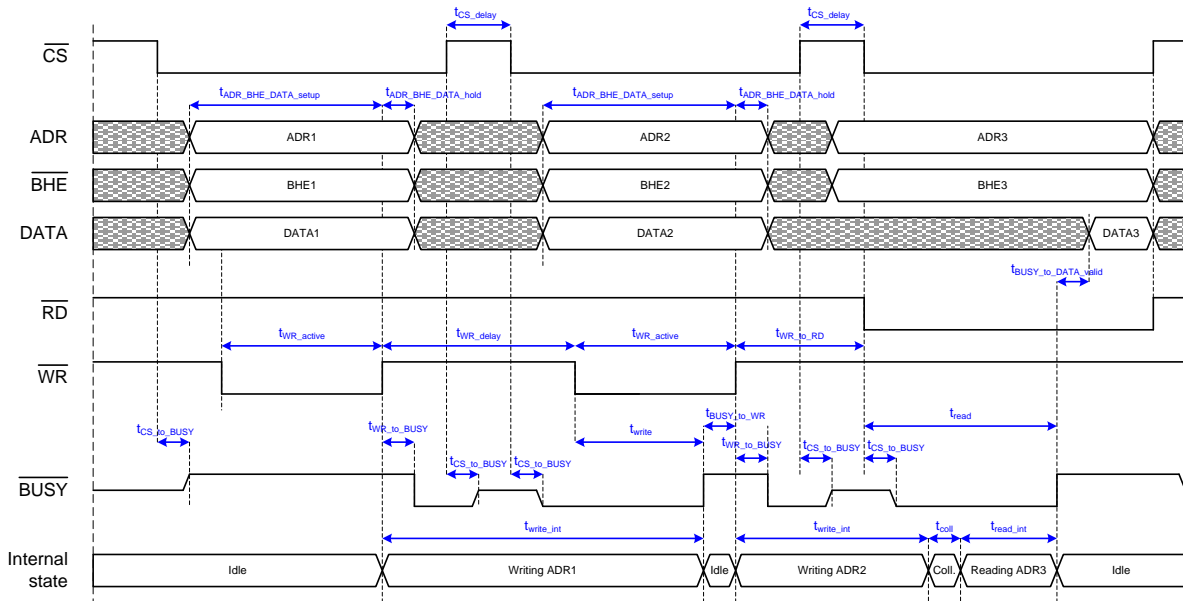 tCS_delay tCS_delay
CS
tADR_BHE_DATA_setup tADR_BHE_DATA_hold tADR_BHE_DATA_setup tADR_BHE_DATA_hold
ADR ADR1 ADR2 ADR3
BHE BHE1 BHE2 BHE3
DATA DATA1 DATA2 DATA3
tBUSY_to_DATA_valid
RD
tWR_active tWR_delay tWR_active tWR_to_RD
WR
tCS_to_BUSY tWR_to_BUSY tCS_to_BUSY tCS_to_BUSY twrite tBUSY_to_WR tWR_to_BUSY tCS_to_BUSY tCS_to_BUSY tread
BUSY
twrite_int twrite_int tcoll tread_int
Internal
state
Idle Writing ADR1 Idle Writing ADR2 Coll. Reading ADR3 Idle